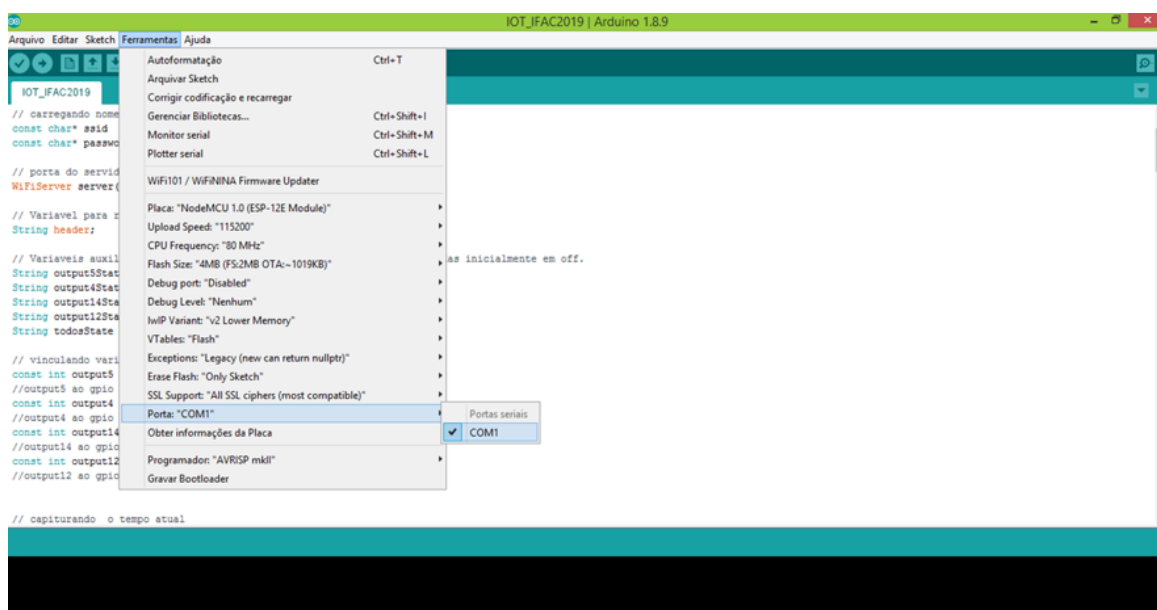 IOT_IFAC2019 | Arduino 1.8.9
Arquivo Editar Sketch Ferramentas Ajuda
IOT_IFAC2019
Autoformatação Ctrl+T
Arquivar Sketch
Corrigir codificação e recarregar
Gerenciar Bibliotecas... Ctrl+Shift+I
Monitor serial Ctrl+Shift+M
Plotter serial Ctrl+Shift+L
WiFi101 / WiFiNINA Firmware Updater
Placa: "NodeMCU 1.0 (ESP-12E Module)"
Upload Speed: "115200"
CPU Frequency: "80 MHz"
Flash Size: "4MB (FS:2MB OTA:~1019KB)"
Debug port: "Disabled"
Debug Level: "Nenhum"
lwIP Variant: "v2 Lower Memory"
VTables: "Flash"
Exceptions: "Legacy (new can return nullptr)"
Erase Flash: "Only Sketch"
SSL Support: "All SSL ciphers (most compatible)"
Porta: "COM1"
Obter informações da Placa
Programador: "AVRISP mkII"
Gravar Bootloader
Portas seriais
COM1
// carregando nome
const char* ssid
const char* passwo
// porta do servid
WiFiServer server(
// Variavel para r
String header;
// Variaveis auxil as inicialmente em off.
String output5Stat
String output4Stat
String output14Sta
String output12Sta
String todosState
// vinculando vari
const int output5
//output5 ao gpio
const int output4
//output4 ao gpio
const int output14
//output14 ao gpio
const int output12
//output12 ao gpio
// capiturando o tempo atual